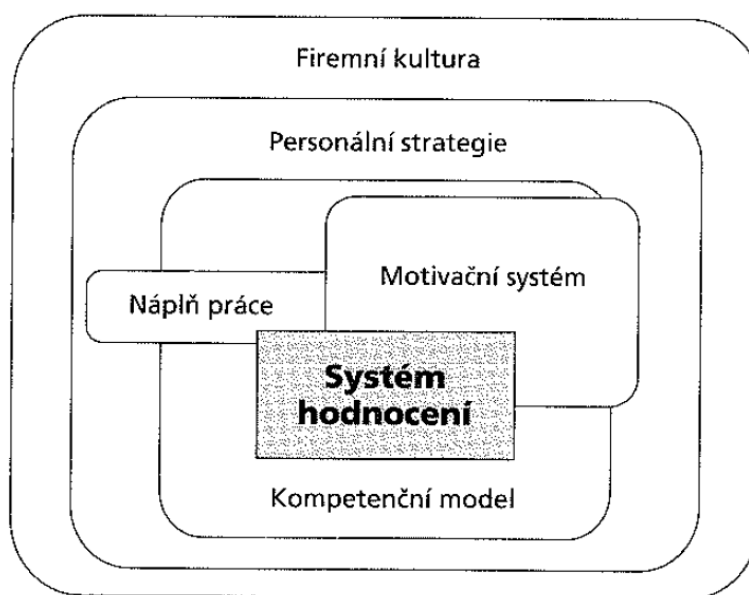 Firemní kultura
Personální strategie
Motivační systém
Náplň práce
Systém
hodnocení
Kompetenční model